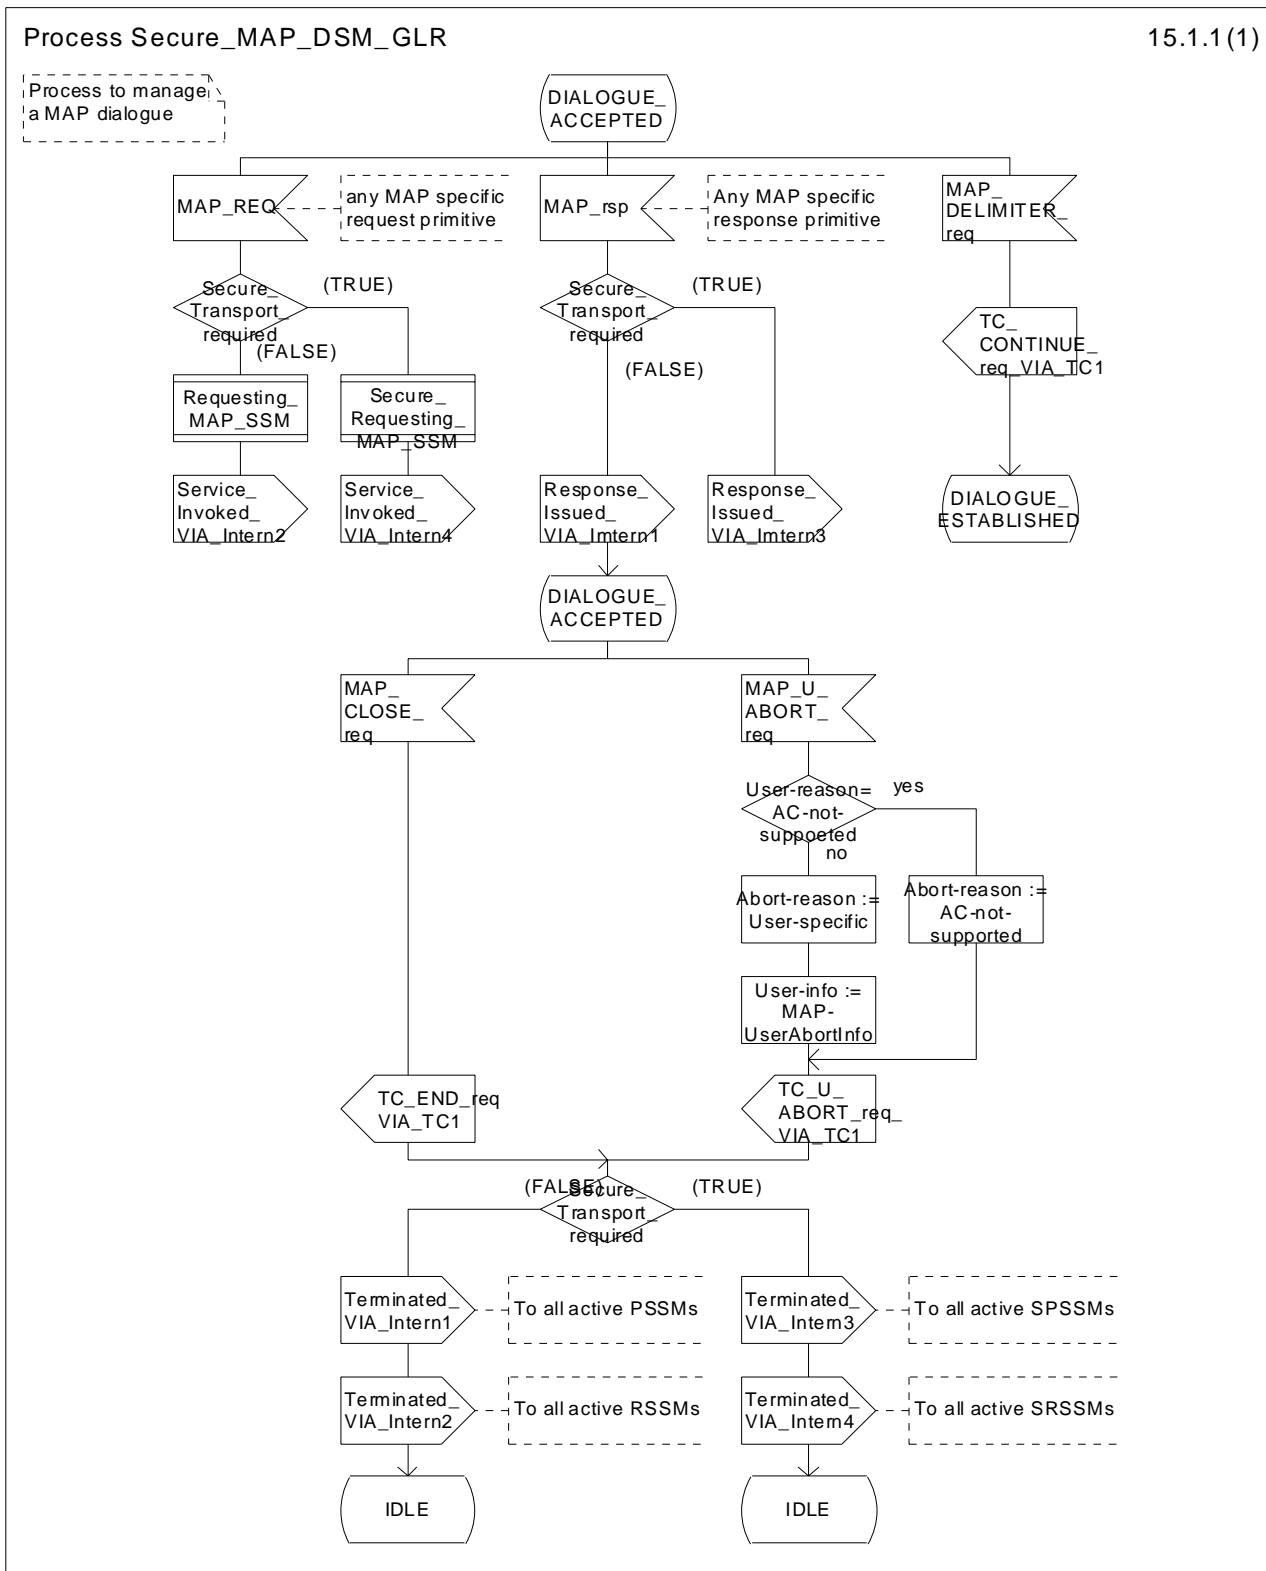 Process Secure_MAP_DSM_GLR
15.1.1(1)
Process to manage
a MAP dialogue
DIALOGUE_
ACCEPTED
MAP_REQ
any MAP specific
request primitive
MAP_rsp
Any MAP specific
response primitive
MAP_
DELIMITER_
req
Secure_
Transport_
required
(TRUE)
(FALSE)
Secure_
Transport_
required
(TRUE)
(FALSE)
TC_
CONTINUE_
req_VIA_TC1
Requesting_
MAP_SSM
Secure_
Requesting_
MAP_SSM
Service_
Invoked_
VIA_Intern2
Service_
Invoked_
VIA_Intern4
Response_
Issued_
VIA_Imtern1
Response_
Issued_
VIA_Imtern3
DIALOGUE_
ESTABLISHED
DIALOGUE_
ACCEPTED
MAP_
CLOSE_
req
MAP_U_
ABORT_
req
User-reason=
AC-not-
suppoeted
yes
no
Abort-reason :=
User-specific
Abort-reason :=
AC-not-
supported
User-info :=
MAP-
UserAbortInfo
TC_END_req
VIA_TC1
TC_U_
ABORT_req_
VIA_TC1
(FALSE)
Secure_
Transport_
required
(TRUE)
Terminated_
VIA_Intern1
To all active PSSMs
Terminated_
VIA_Intern3
To all active SPSSMs
Terminated_
VIA_Intern2
To all active RSSMs
Terminated_
VIA_Intern4
To all active SRSSMs
IDLE
IDLE